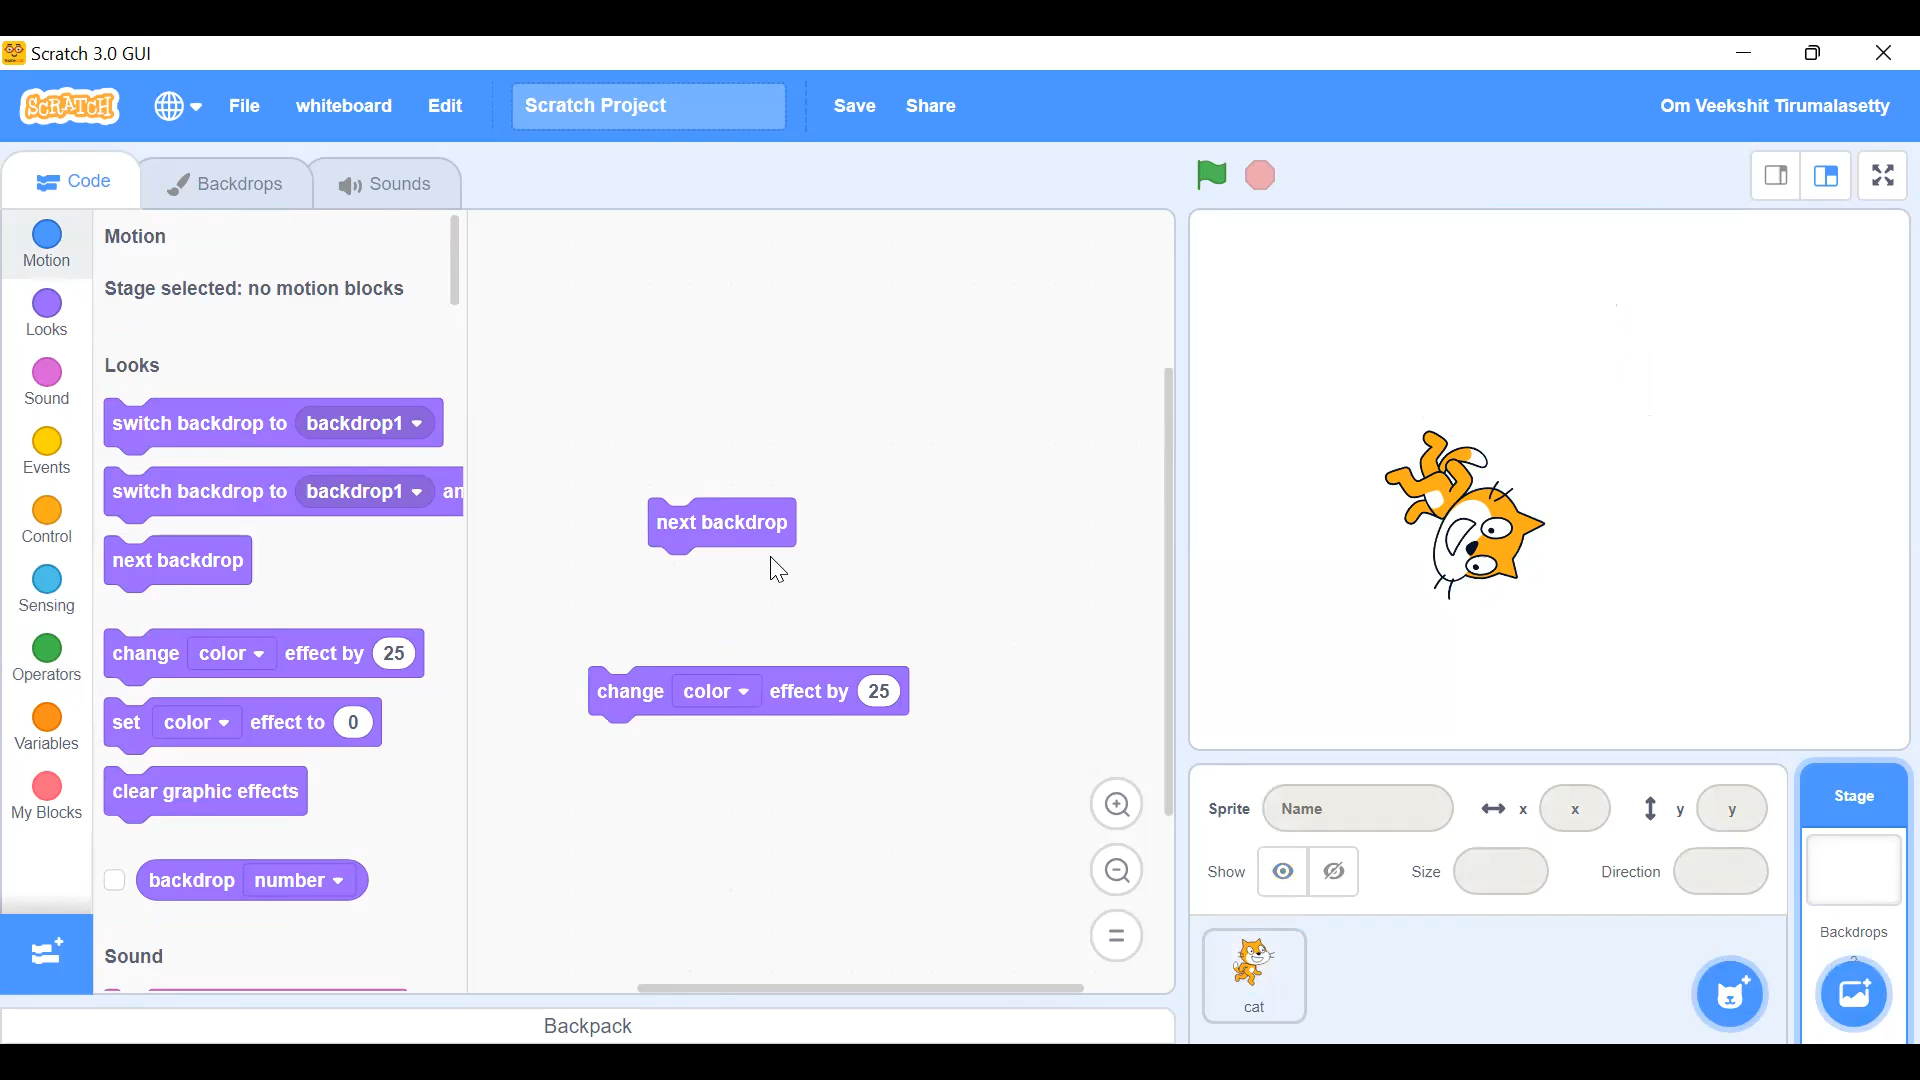 Scratch 3.0 GUI
SCRATCH File whiteboard Edit Scratch Project Save Share Om Veekshit Tirumalasetty
Code Backdrops Sounds
Motion
Looks
Sound
Events
Control
Sensing
Operators
Variables
My Blocks
Motion
Stage selected: no motion blocks
Looks
switch backdrop to backdrop1
switch backdrop to backdrop1 an
next backdrop
change color effect by 25
set color effect to 0
clear graphic effects
backdrop number
Sound
next backdrop
change color effect by 25
Backpack
Sprite Name x x y y
Show Size Direction
cat
Stage
Backdrops